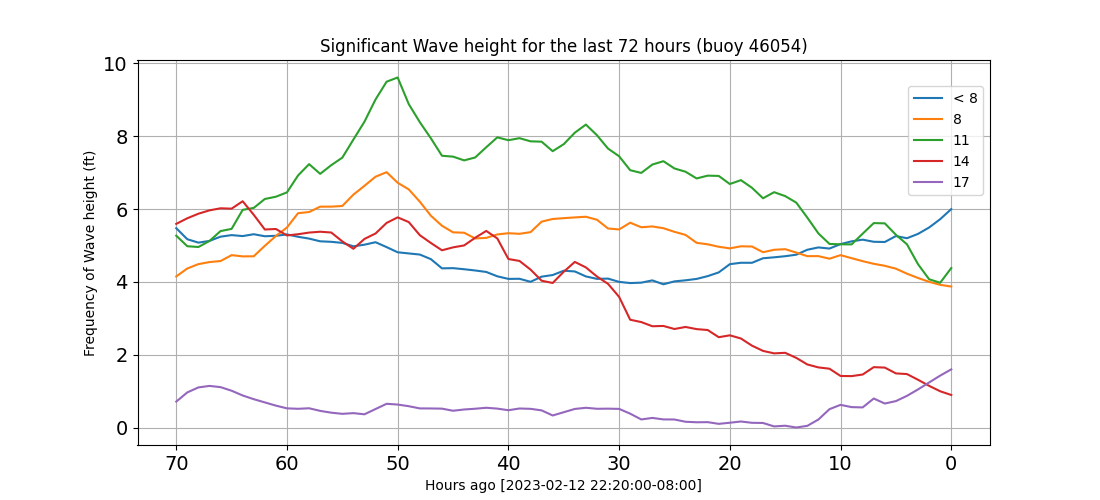 Significant Wave height for the last 72 hours (buoy 46054)
Frequency of Wave height (ft)
10
8
6
4
2
0
< 8
8
11
14
17
70 60 50 40 30 20 10 0
Hours ago [2023-02-12 22:20:00-08:00]